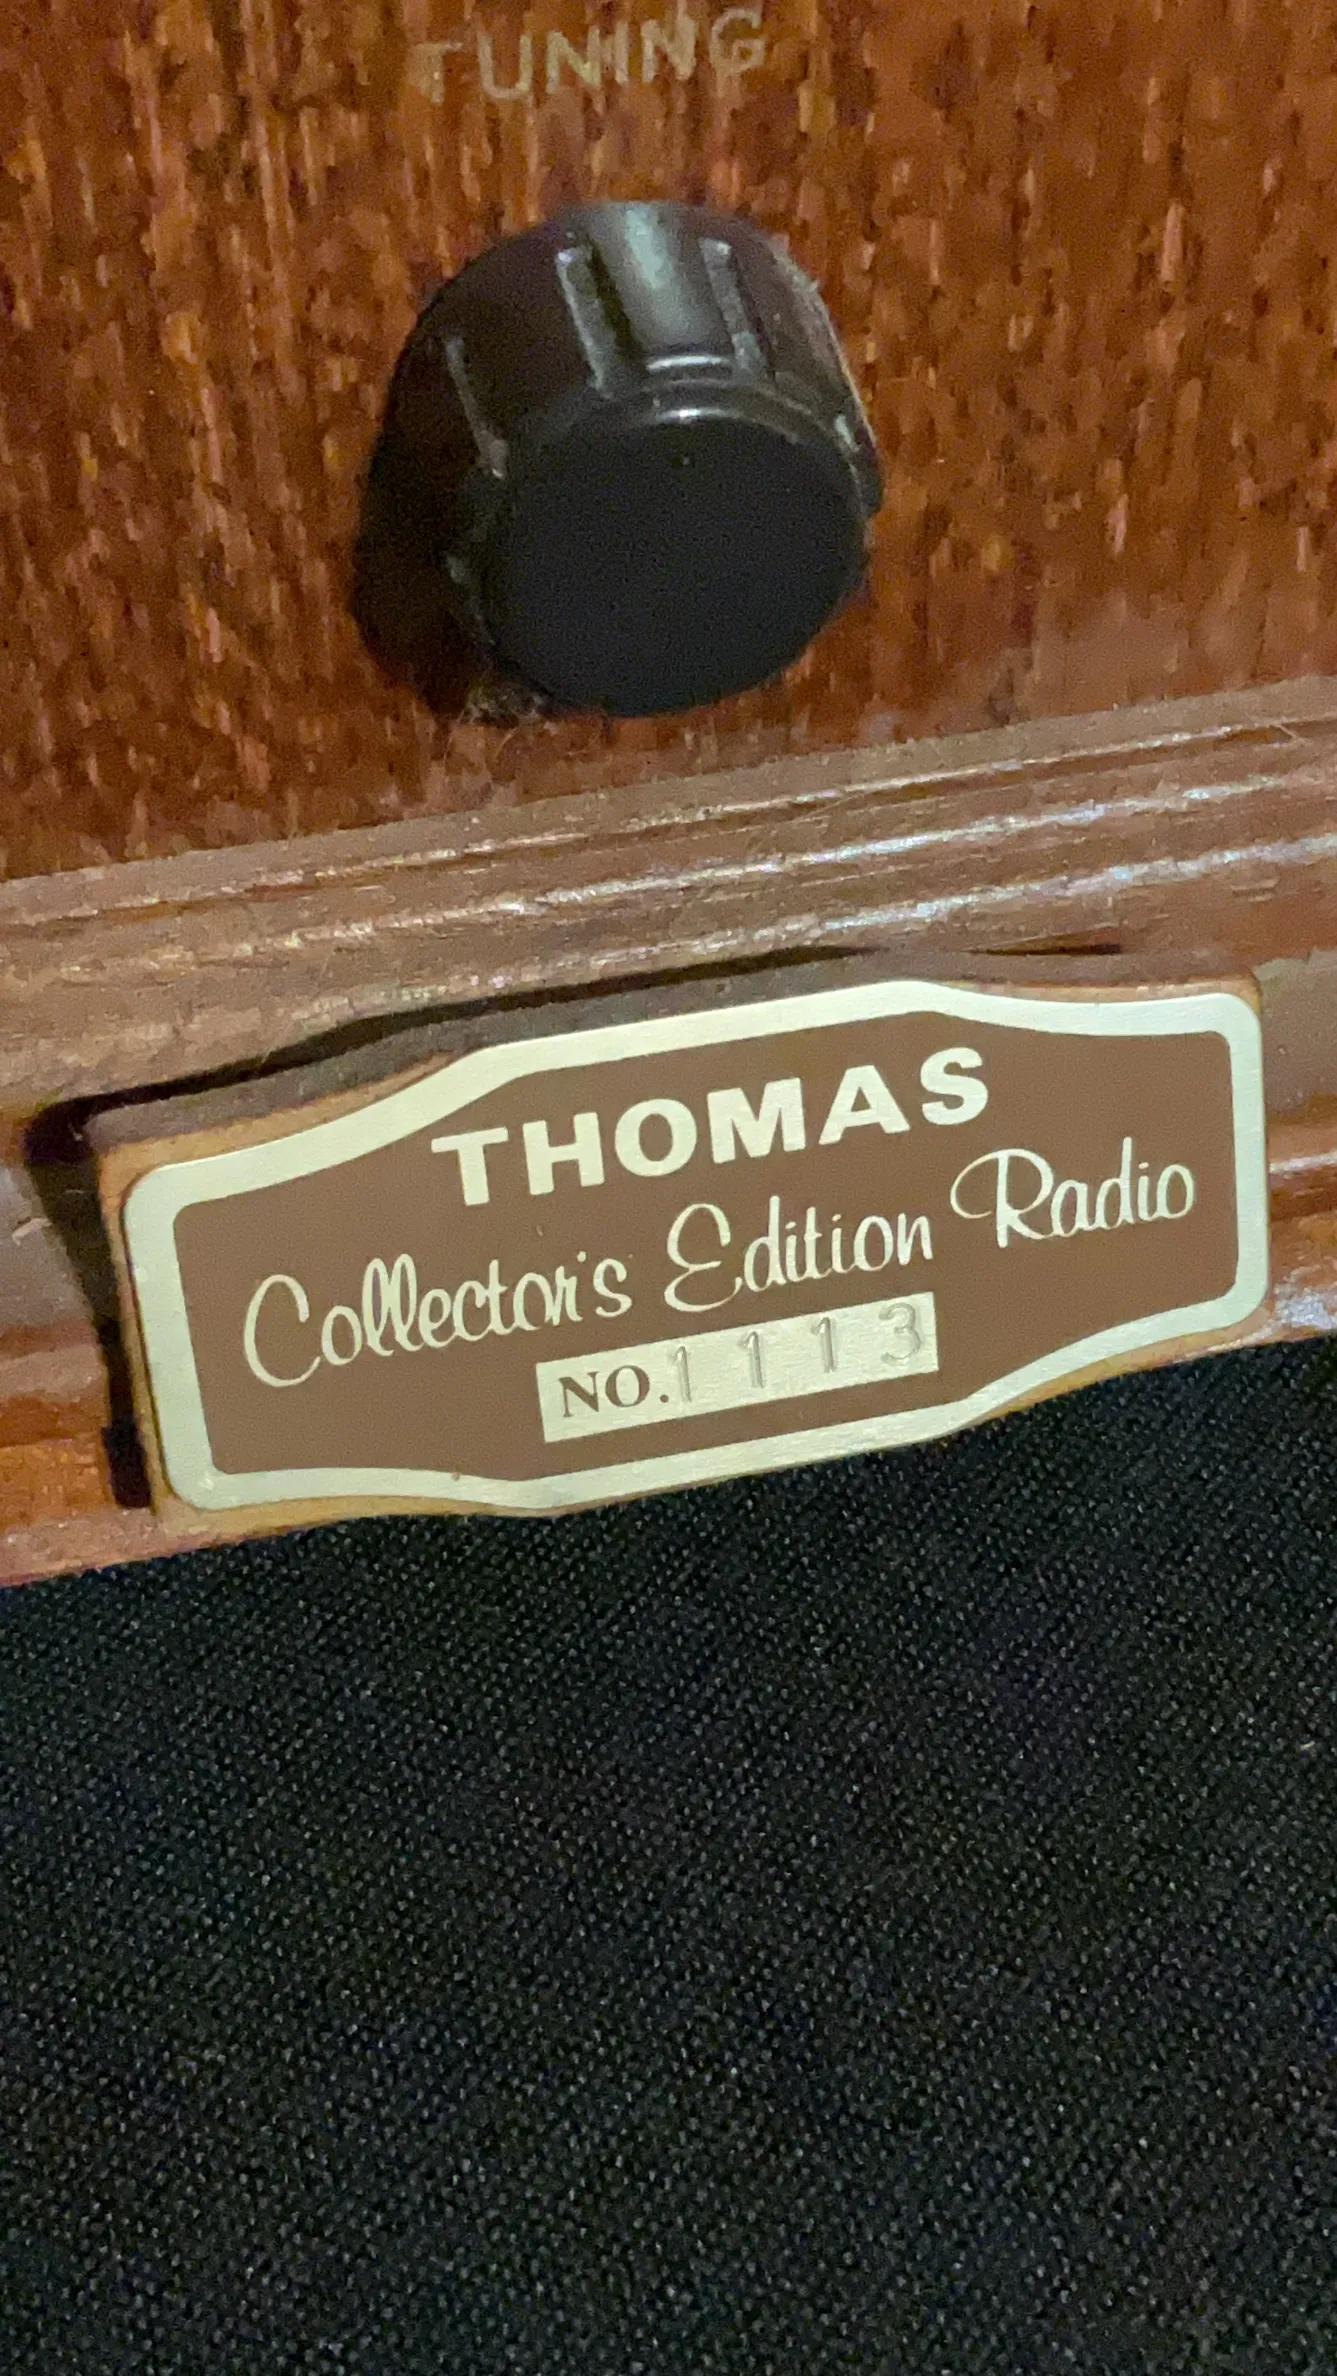 TUNING
THOMAS
Collector's Edition Radio
NO. 1113